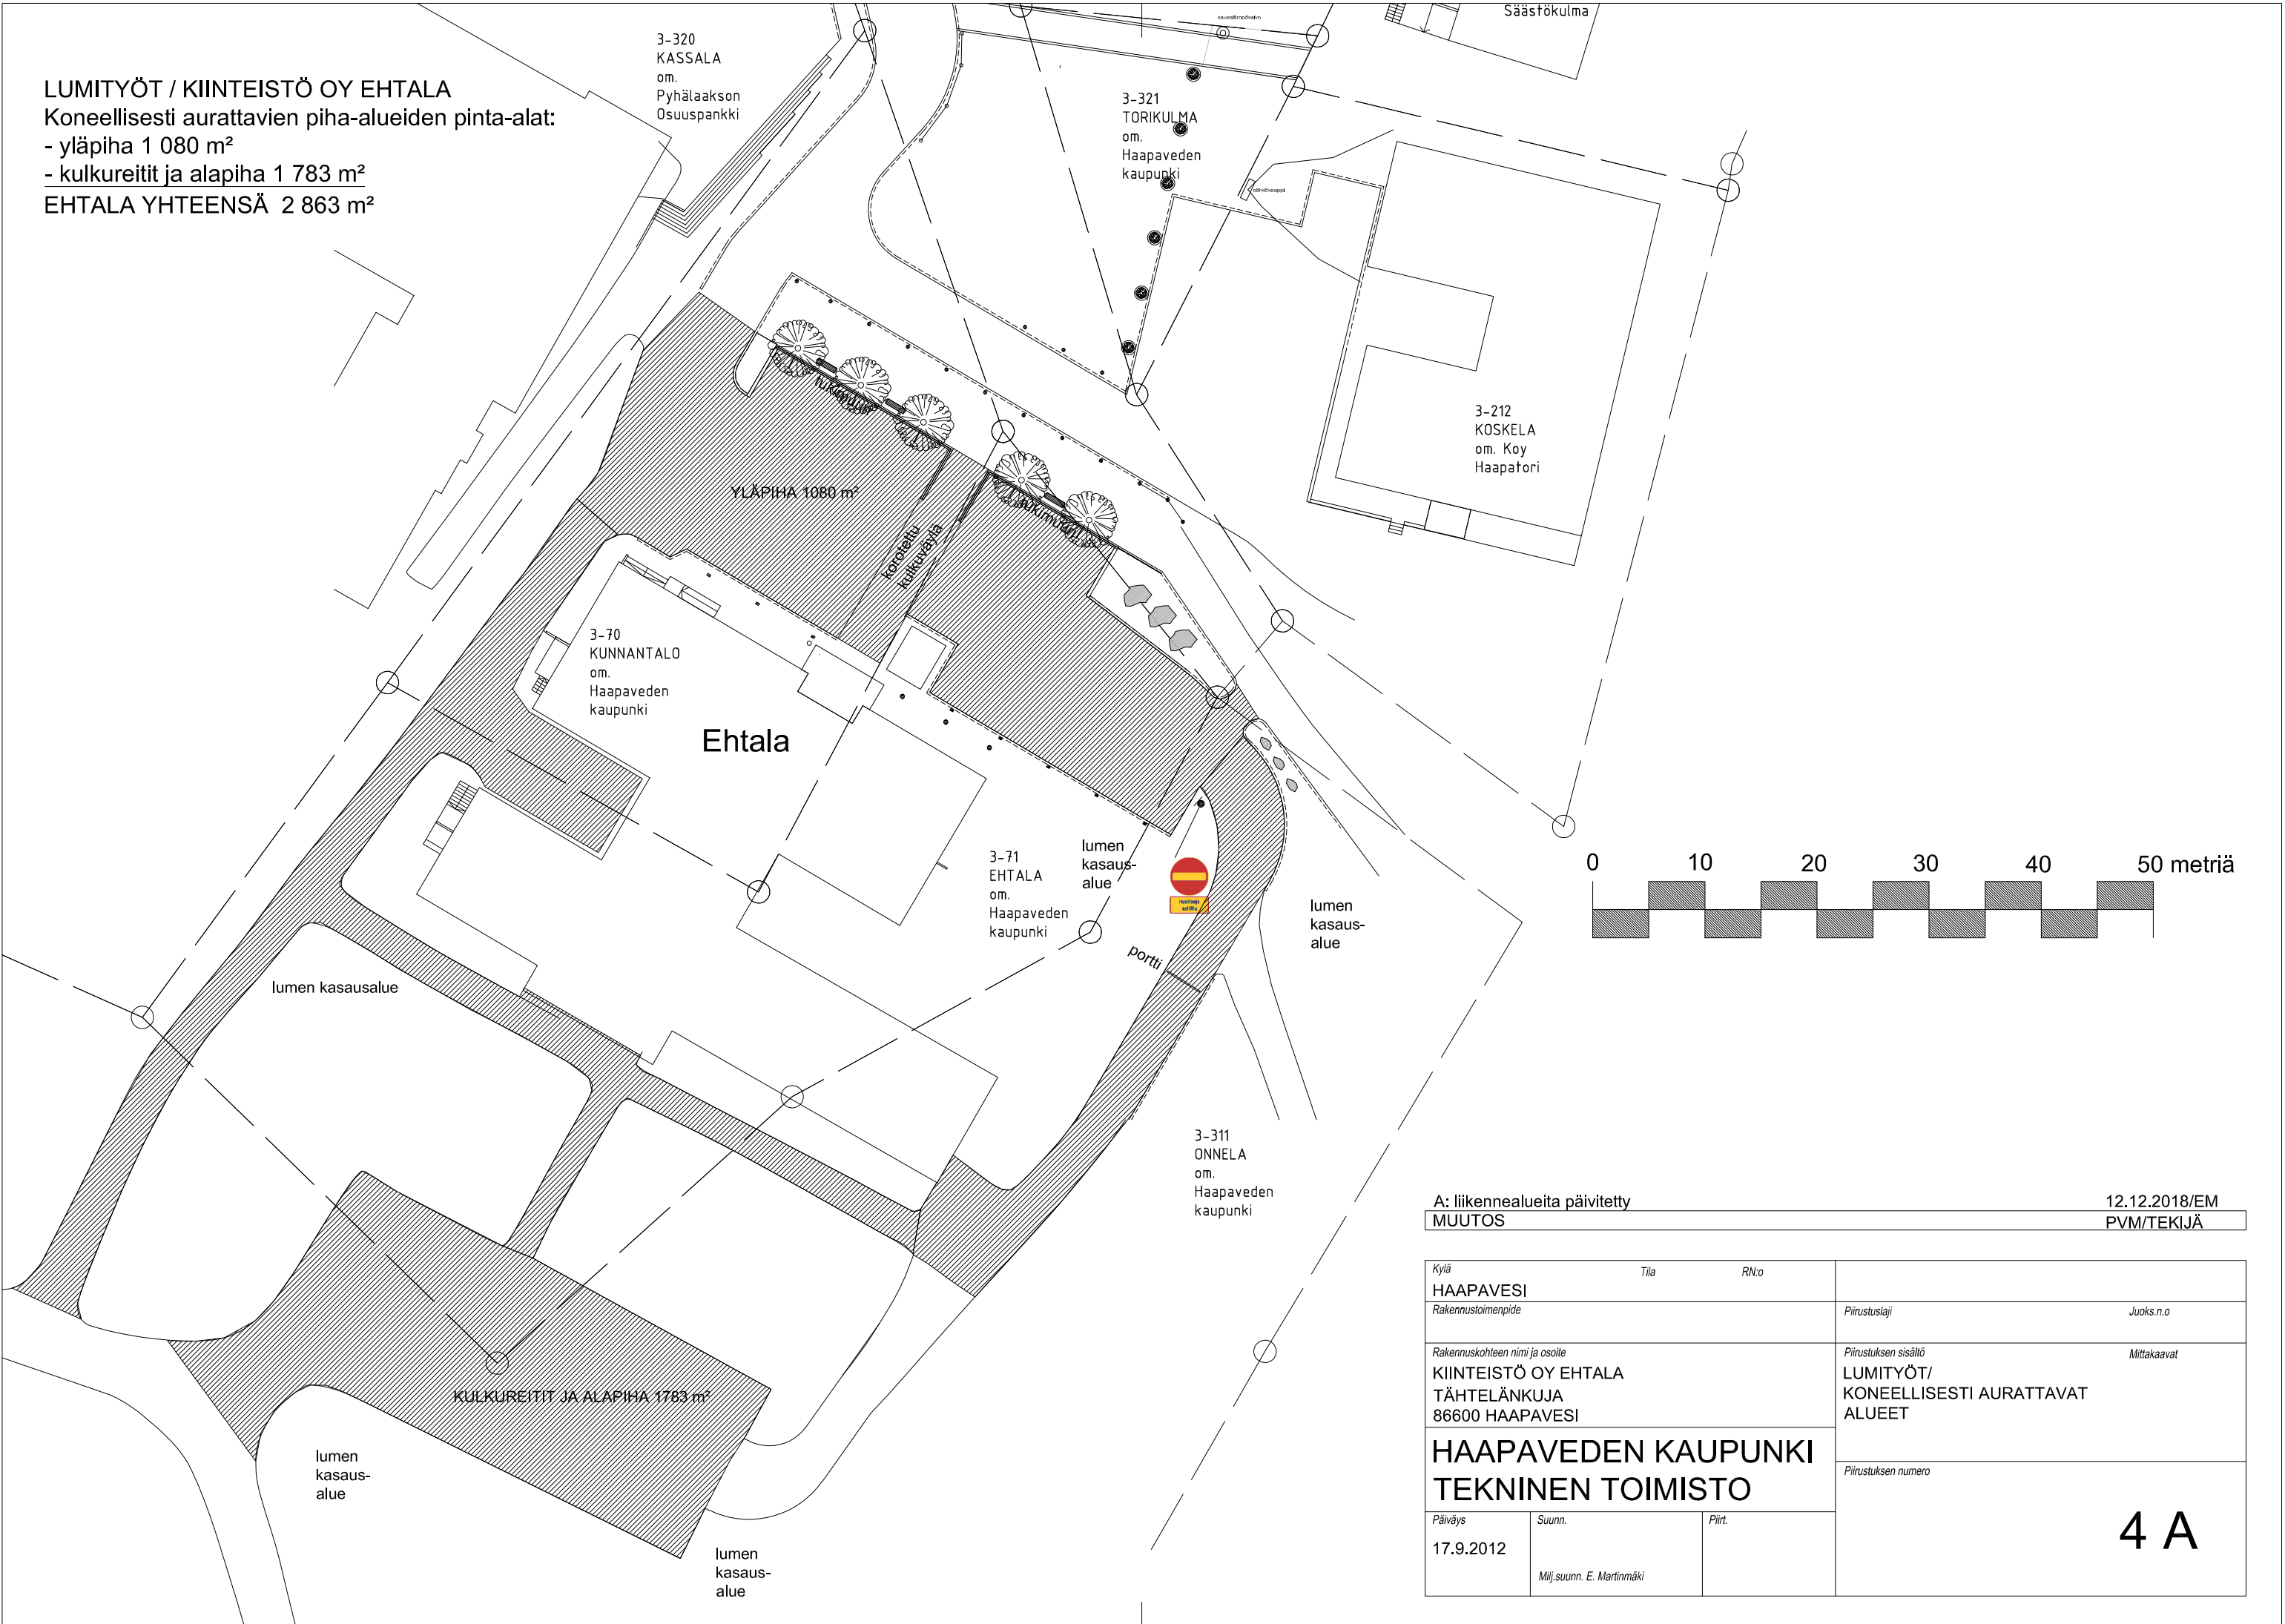 LUMITYÖT / KIINTEISTÖ OY EHTALA
Koneellisesti aurattavien piha-alueiden pinta-alat:
- yläpiha 1 080 m²
- kulkureitit ja alapiha 1 783 m²
EHTALA YHTEENSÄ 2 863 m²
3-320
KASSALA
om.
Pyhälaakson
Osuuspankki
kaukolämpökaivo
Säästökulma
3-321
TORIKULMA
om.
Haapaveden
kaupunki
sähkökaappi
3-212
KOSKELA
om. Koy
Haapatori
tukimuuri
YLÄPIHA 1080 m²
korotettu
kulkuväylä
tukimuuri
3-70
KUNNANTALO
om.
Haapaveden
kaupunki
Ehtala
3-71
EHTALA
om.
Haapaveden
kaupunki
lumen
kasaus-
alue
Huoltoajo
sallittu
portti
lumen
kasaus-
alue
0 10 20 30 40 50 metriä
lumen kasausalue
3-311
ONNELA
om.
Haapaveden
kaupunki
KULKUREITIT JA ALAPIHA 1783 m²
lumen
kasaus-
alue
lumen
kasaus-
alue
A: liikennealueita päivitetty 12.12.2018/EM
MUUTOS PVM/TEKIJÄ
Kylä Tila RN:o
HAAPAVESI
Rakennustoimenpide Piirustuslaji Juoks.n.o
Rakennuskohteen nimi ja osoite
KIINTEISTÖ OY EHTALA
TÄHTELÄNKUJA
86600 HAAPAVESI
Piirustuksen sisältö Mittakaavat
LUMITYÖT/
KONEELLISESTI AURATTAVAT
ALUEET
HAAPAVEDEN KAUPUNKI
TEKNINEN TOIMISTO
Piirustuksen numero
4 A
Päiväys Suunn. Piirt.
17.9.2012
Milj.suunn. E. Martinmäki